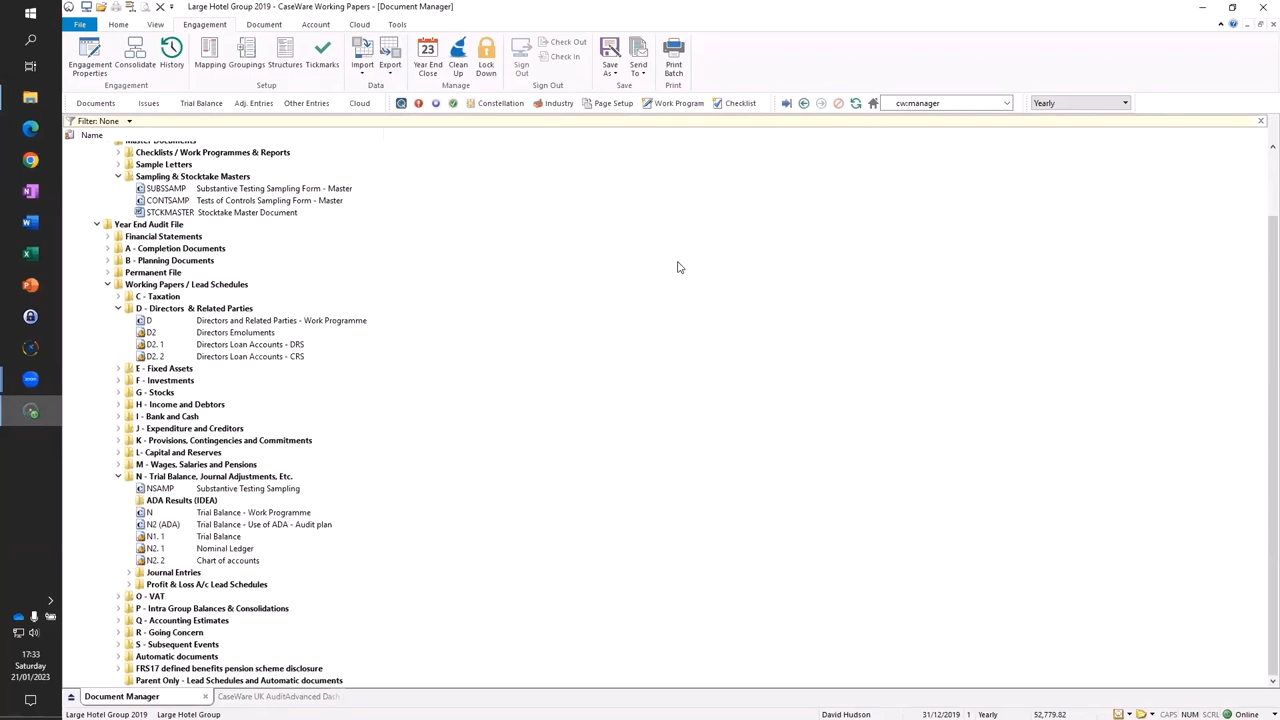 Large Hotel Group 2019 - CaseWare Working Papers - [Document Manager]
File Home View Engagement Document Account Cloud Tools
Engagement Properties Consolidate History Mapping Groupings Structures Tickmarks Import Export Year End Close Clean Up Lock Down Sign Out Check Out Check In Save As Send To Print Batch
23
Engagement Setup Data Manage Sign Out Save Print
Documents Issues Trial Balance Adj. Entries Other Entries Cloud Constellation Industry Page Setup Work Program Checklist cw:manager Yearly
Filter: None
Name
Master Documents
Checklists / Work Programmes & Reports
Sample Letters
Sampling & Stocktake Masters
SUBSSAMP Substantive Testing Sampling Form - Master
CONTSAMP Tests of Controls Sampling Form - Master
STCKMASTER Stocktake Master Document
Year End Audit File
Financial Statements
A - Completion Documents
B - Planning Documents
Permanent File
Working Papers / Lead Schedules
C - Taxation
D - Directors & Related Parties
D Directors and Related Parties - Work Programme
D2 Directors Emoluments
D2. 1 Directors Loan Accounts - DRS
D2. 2 Directors Loan Accounts - CRS
E - Fixed Assets
F - Investments
G - Stocks
H - Income and Debtors
I - Bank and Cash
J - Expenditure and Creditors
K - Provisions, Contingencies and Commitments
L- Capital and Reserves
M - Wages, Salaries and Pensions
N - Trial Balance, Journal Adjustments, Etc.
NSAMP Substantive Testing Sampling
ADA Results (IDEA)
N Trial Balance - Work Programme
N2 (ADA) Trial Balance - Use of ADA - Audit plan
N1. 1 Trial Balance
N2. 1 Nominal Ledger
N2. 2 Chart of accounts
Journal Entries
Profit & Loss A/c Lead Schedules
O - VAT
P - Intra Group Balances & Consolidations
Q - Accounting Estimates
R - Going Concern
S - Subsequent Events
Automatic documents
FRS17 defined benefits pension scheme disclosure
Parent Only - Lead Schedules and Automatic documents
17:33
Saturday
21/01/2023
Document Manager CaseWare UK AuditAdvanced Dach
Large Hotel Group 2019 Large Hotel Group David Hudson 31/12/2019 1 Yearly 52,779.82 CAPS NUM SCRL Online